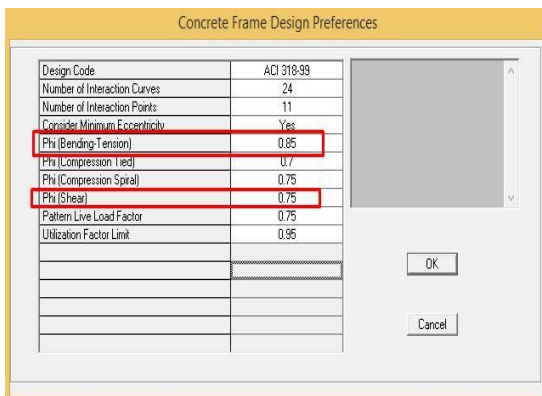 Concrete Frame Design Preferences
Design Code ACI 318-99
Number of Interaction Curves 24
Number of Interaction Points 11
Consider Minimum Eccentricity Yes
Phi (Bending-Tension) 0.85
Phi (Compression Tied) 0.7
Phi (Compression Spiral) 0.75
Phi (Shear) 0.75
Pattern Live Load Factor 0.75
Utilization Factor Limit 0.95
OK
Cancel